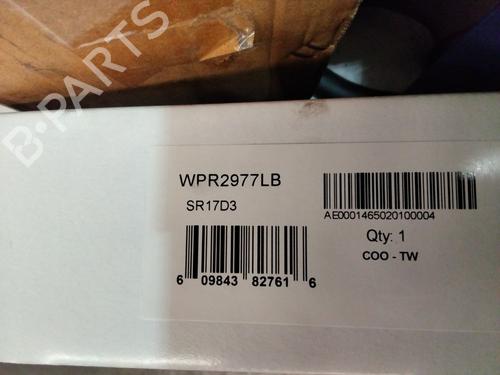 B-PARTS
WPR2977LB
SR17D3
AE0001465020100004
Qty: 1
COO - TW
6 09843 82761 6